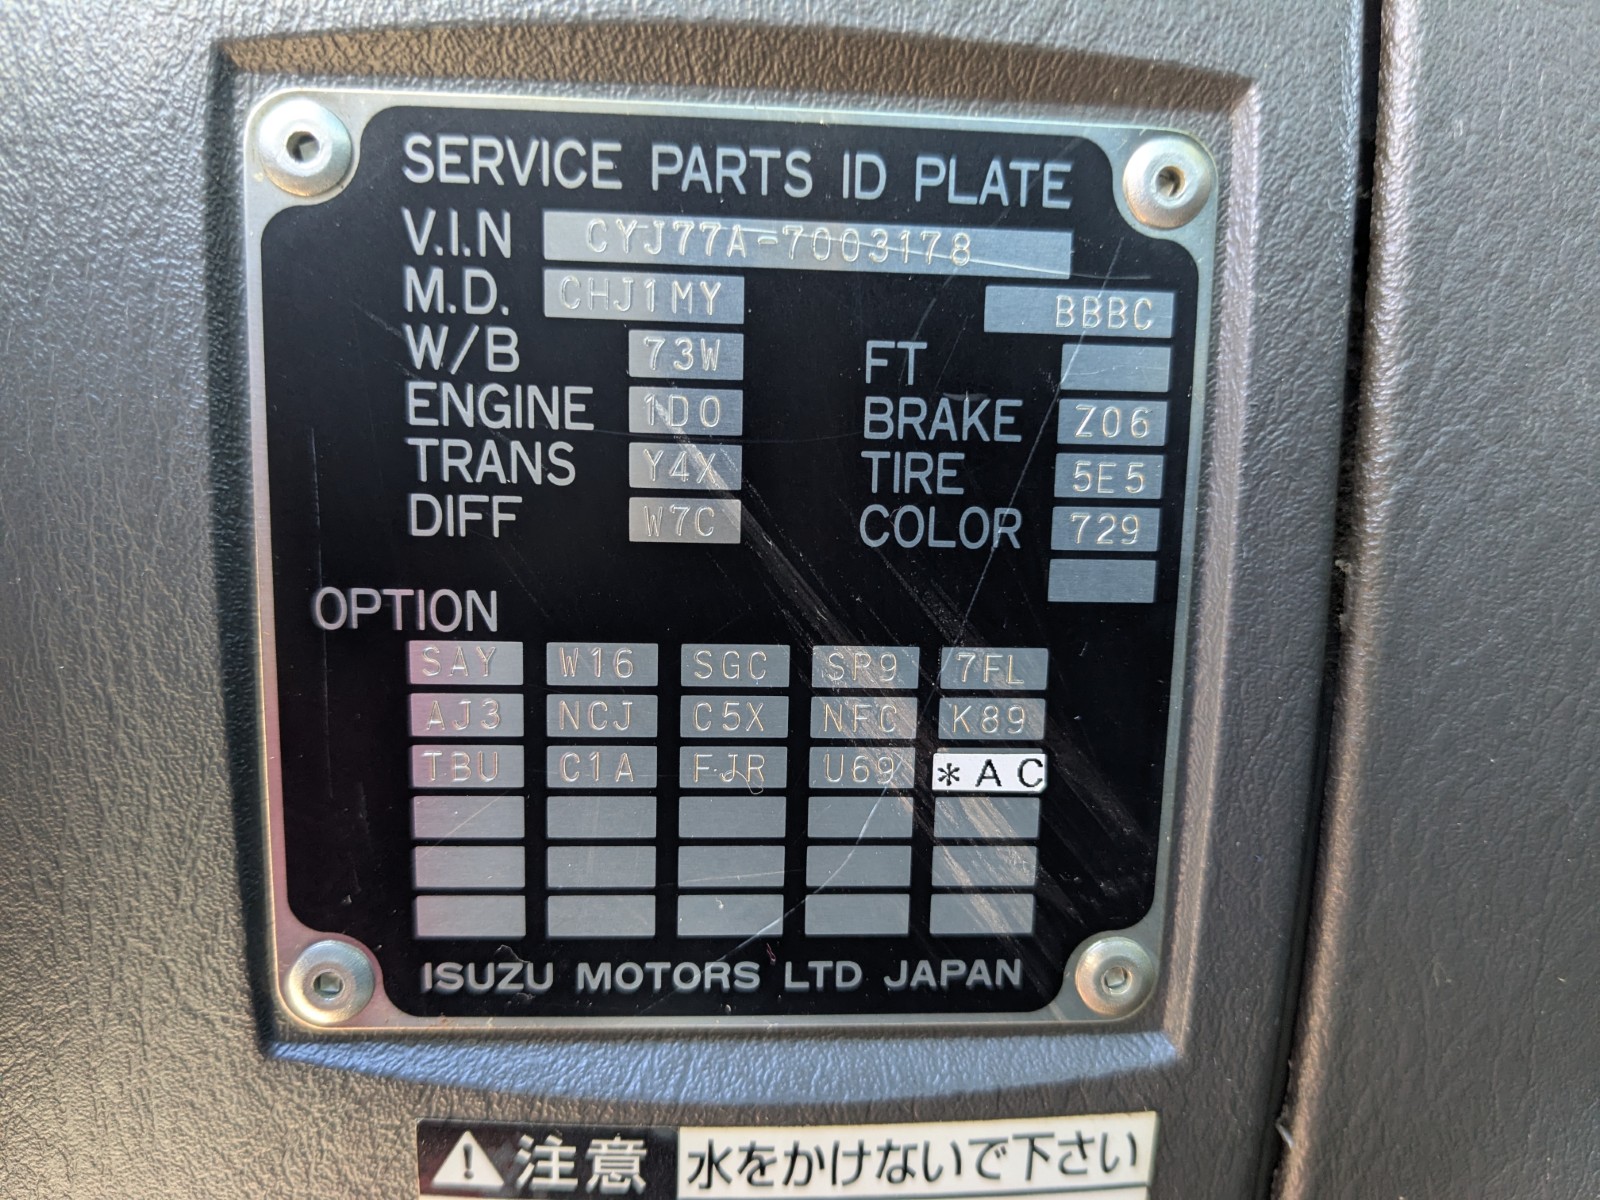 SERVICE PARTS ID PLATE
V.I.N CYJ77A-7003178
M.D. CHJ1MY BBBC
W/B 73W FT
ENGINE 1D0 BRAKE Z06
TRANS Y4X TIRE 5E5
DIFF W7C COLOR 729
OPTION
SAY W16 SGC SP9 7FL
AJ3 NCJ C5X NFC K89
TBU C1A FJR U69 *AC
ISUZU MOTORS LTD JAPAN
注意 水をかけないで下さい